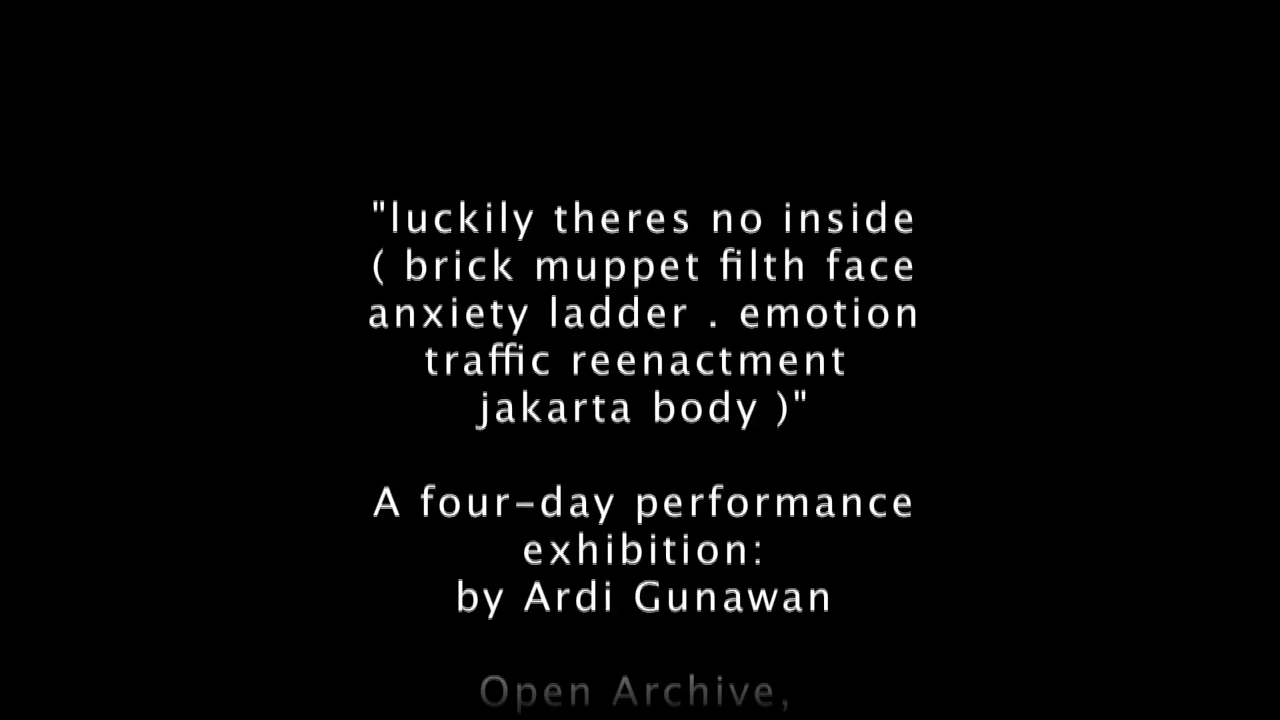 "luckily theres no inside
( brick muppet filth face
anxiety ladder . emotion
traffic reenactment
jakarta body )"
A four-day performance
exhibition:
by Ardi Gunawan
Open Archive,